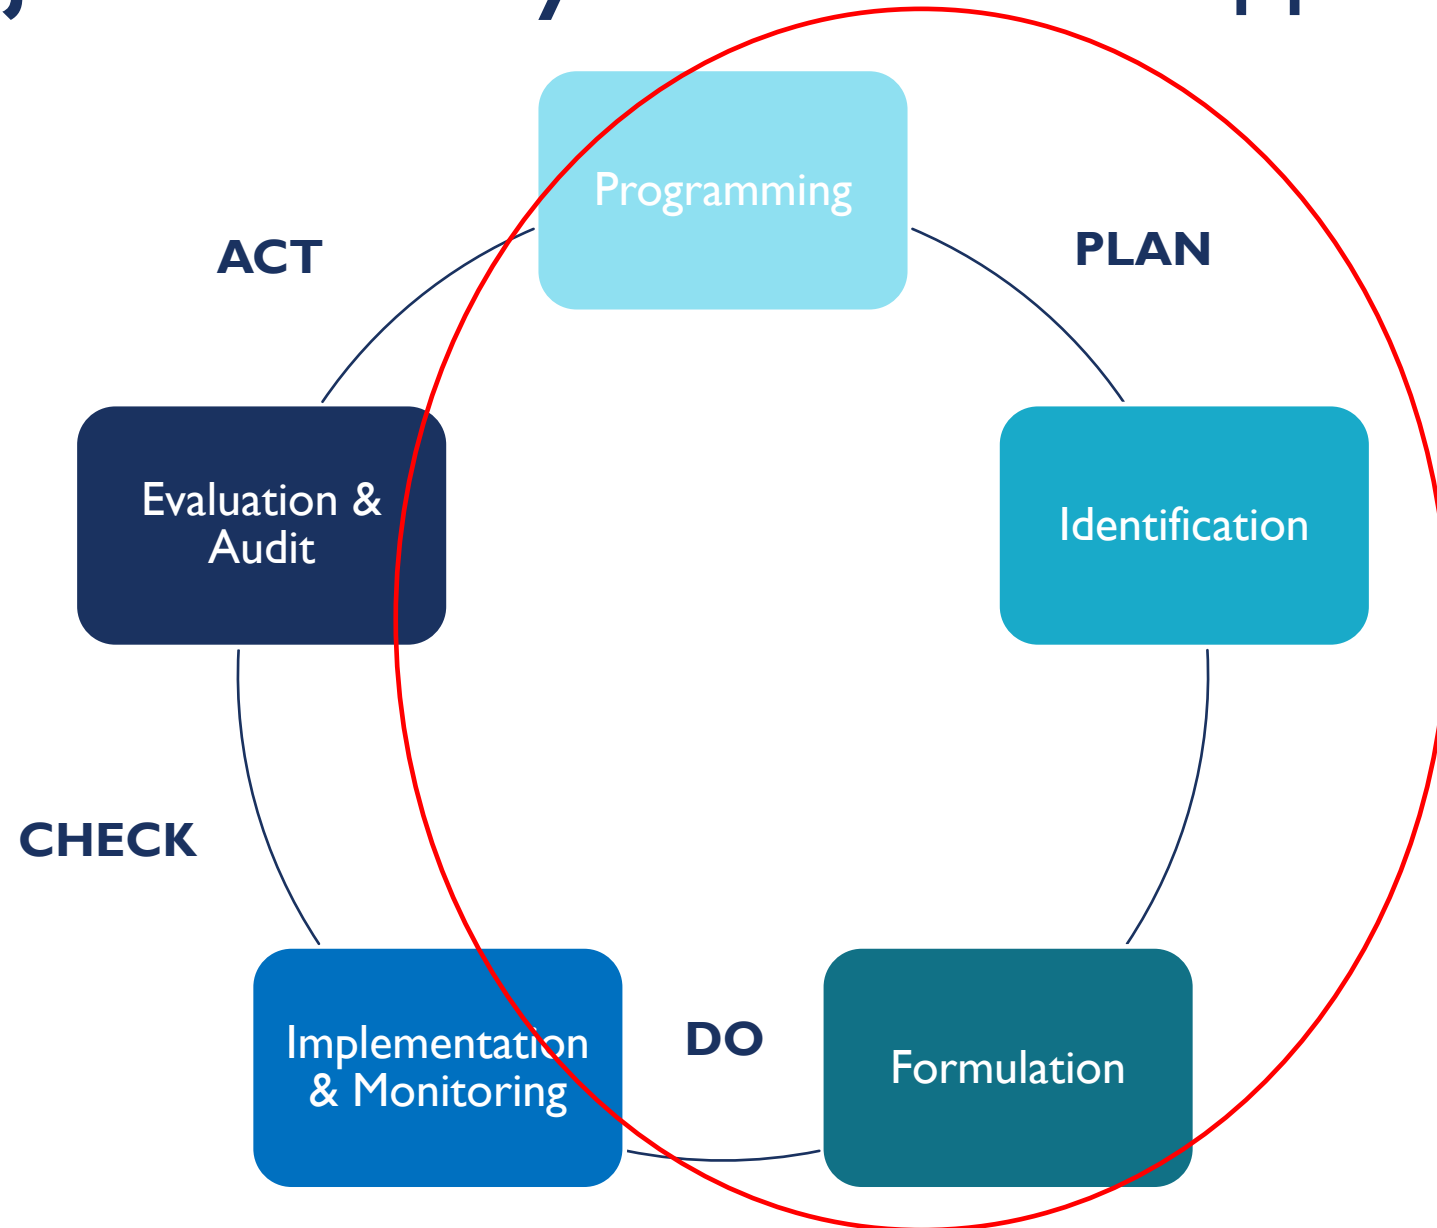 Programming
ACT
PLAN
Evaluation &
Audit
Identification
CHECK
Implementation
& Monitoring
DO
Formulation